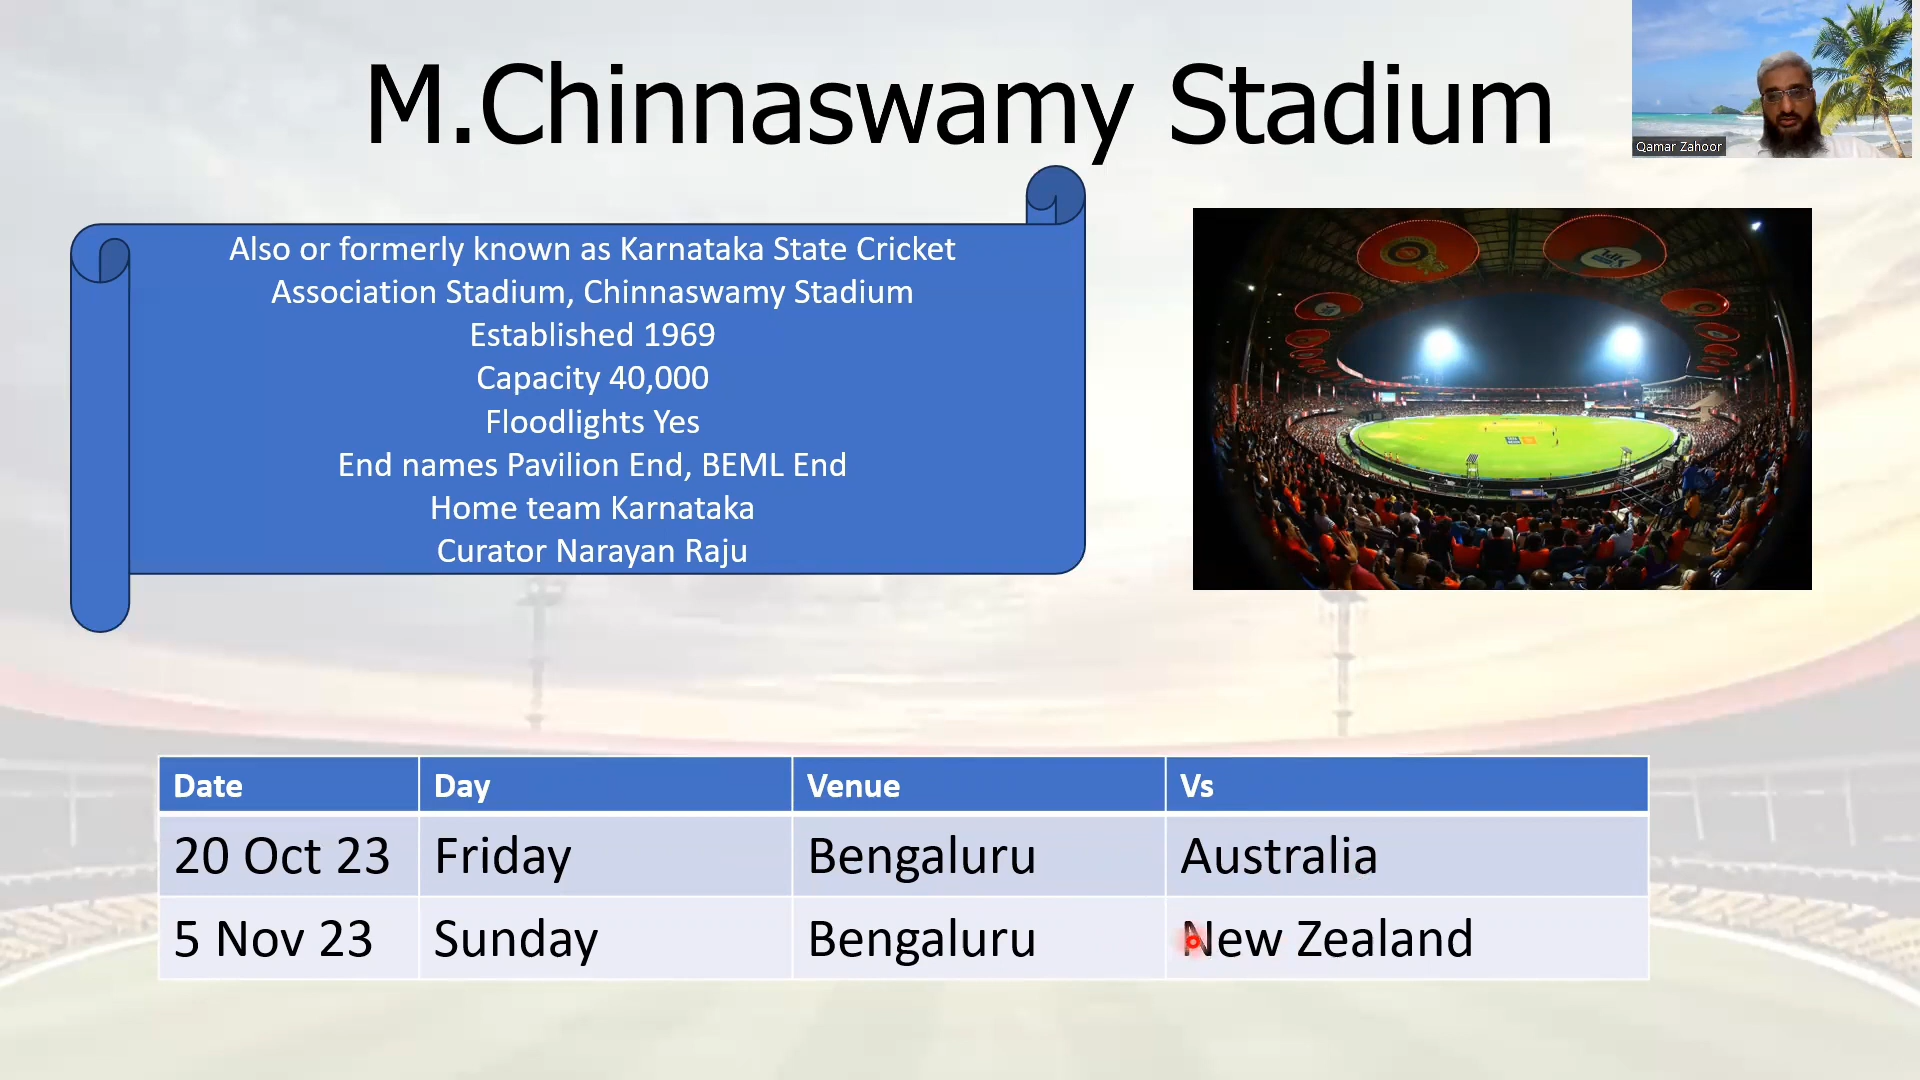 M.Chinnaswamy Stadium
Qamar Zahoor
Also or formerly known as Karnataka State Cricket
Association Stadium, Chinnaswamy Stadium
Established 1969
Capacity 40,000
Floodlights Yes
End names Pavilion End, BEML End
Home team Karnataka
Curator Narayan Raju
Date Day Venue Vs
20 Oct 23 Friday Bengaluru Australia
5 Nov 23 Sunday Bengaluru New Zealand